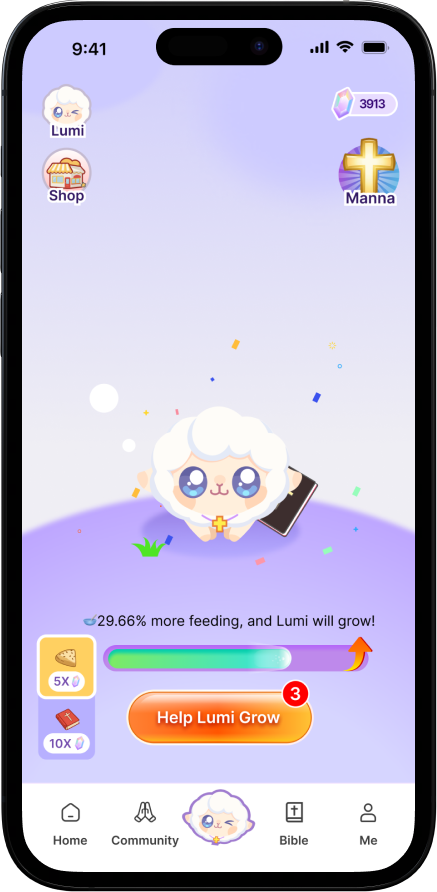 9:41
Lumi
3913
Shop
Manna
29.66% more feeding, and Lumi will grow!
5X
3
Help Lumi Grow
10X
Home
Community
Bible
Me